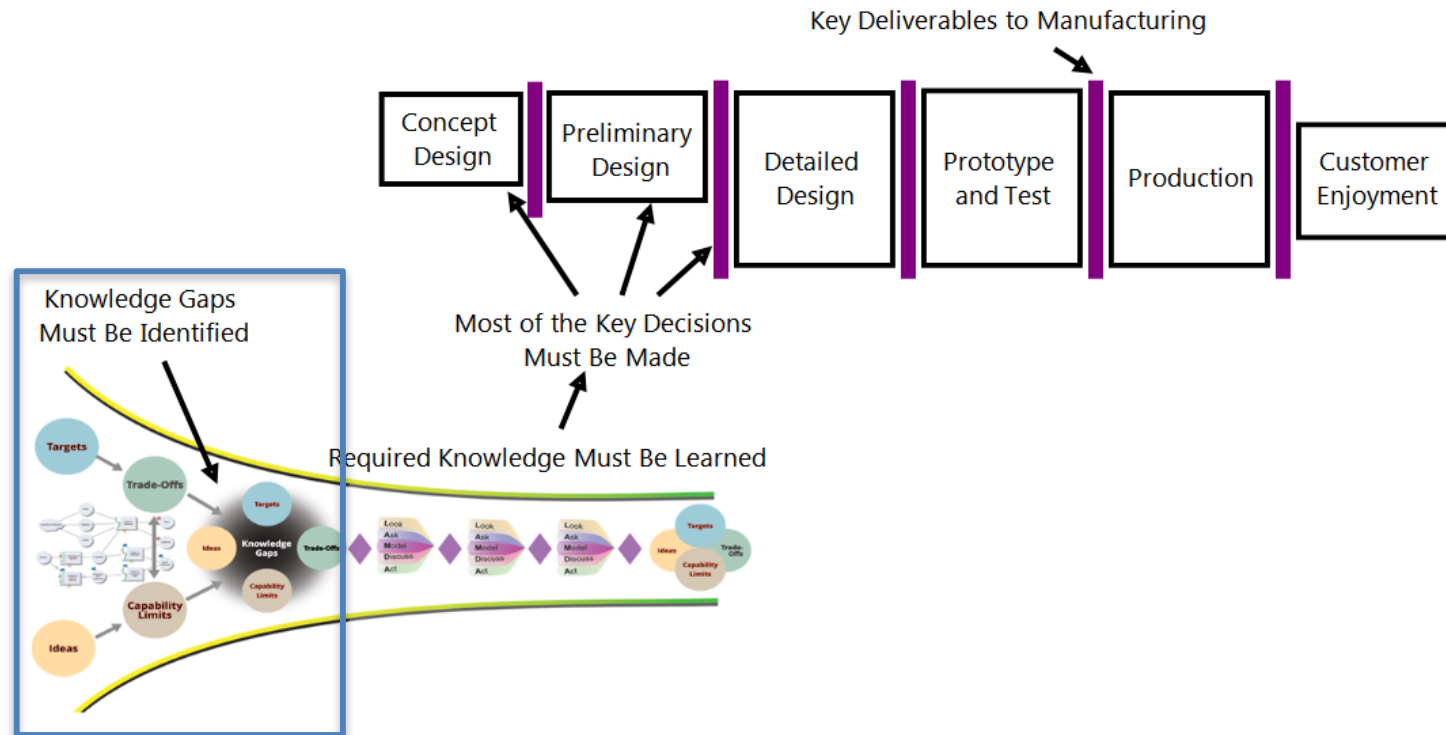 Key Deliverables to Manufacturing
Concept
Design
Preliminary
Design
Detailed
Design
Prototype
and Test
Production
Customer
Enjoyment
Knowledge Gaps
Must Be Identified
Most of the Key Decisions
Must Be Made
Required Knowledge Must Be Learned
Targets
Trade-Offs
Capability
Limits
Ideas
Targets
Ideas
Knowledge
Gaps
Trade-Offs
Capability
Limits
Look
Ask
Model
Discuss
Act
Look
Ask
Model
Discuss
Act
Look
Ask
Model
Discuss
Act
Targets
Ideas
Trade-
Offs
Capability
Limits